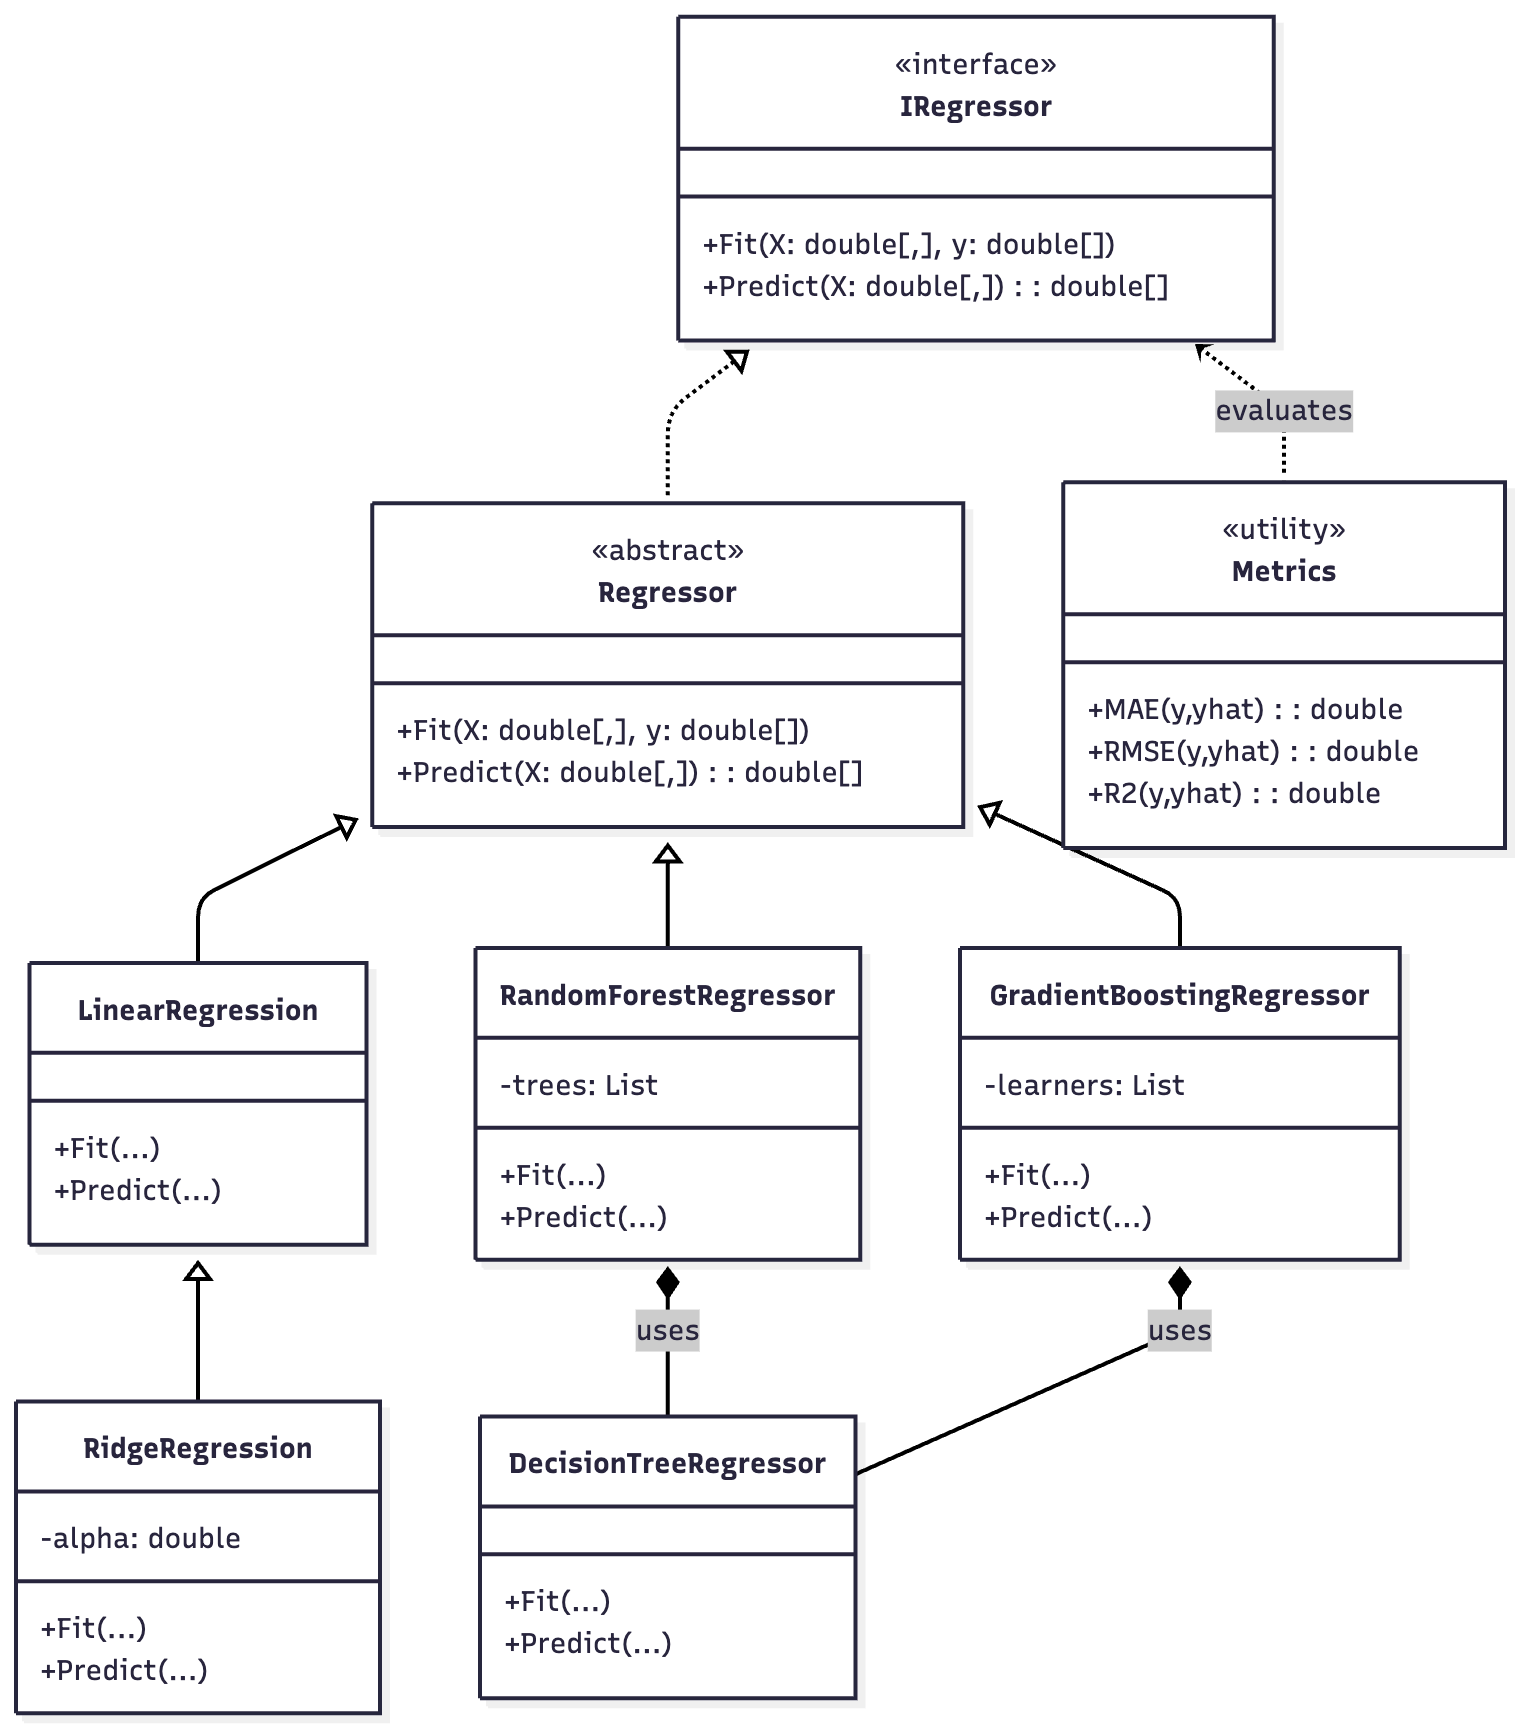 «interface»
IRegressor
+Fit(X: double[,], y: double[])
+Predict(X: double[,]) : : double[]
evaluates
«abstract»
Regressor
+Fit(X: double[,], y: double[])
+Predict(X: double[,]) : : double[]
«utility»
Metrics
+MAE(y,yhat) : : double
+RMSE(y,yhat) : : double
+R2(y,yhat) : : double
LinearRegression
+Fit(...)
+Predict(...)
RandomForestRegressor
-trees: List
+Fit(...)
+Predict(...)
GradientBoostingRegressor
-learners: List
+Fit(...)
+Predict(...)
uses
uses
RidgeRegression
-alpha: double
+Fit(...)
+Predict(...)
DecisionTreeRegressor
+Fit(...)
+Predict(...)